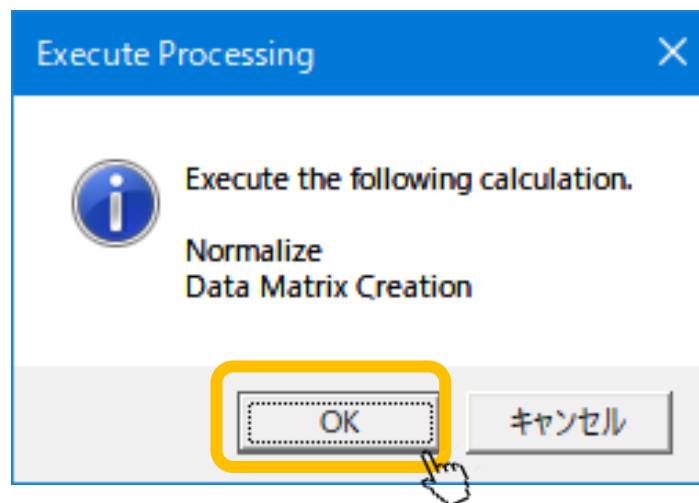 Execute Processing
Execute the following calculation.
Normalize
Data Matrix Creation
OK
キャンセル